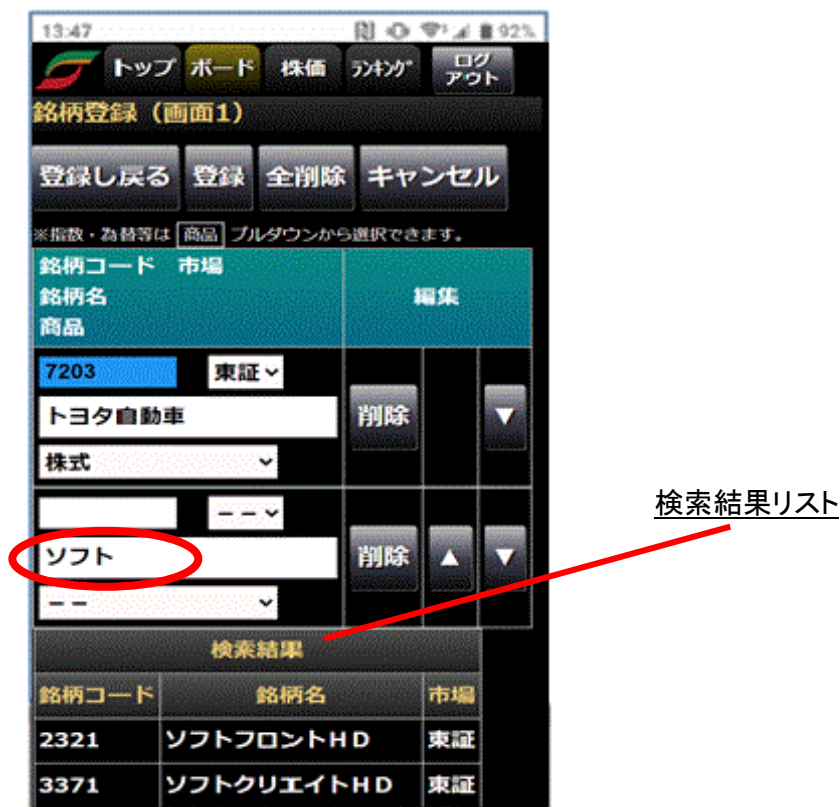 13:47 92%
トップ ボード 株価 ランキング ログアウト
銘柄登録（画面1）
登録し戻る 登録 全削除 キャンセル
※指数・為替等は 商品 プルダウンから選択できます。
銘柄コード 市場
銘柄名
商品
編集
7203 東証
トヨタ自動車
株式
削除 ▼
－－
ソフト
－－
削除 ▲ ▼
検索結果リスト
検索結果
銘柄コード 銘柄名 市場
2321 ソフトフロントHD 東証
3371 ソフトクリエイトHD 東証